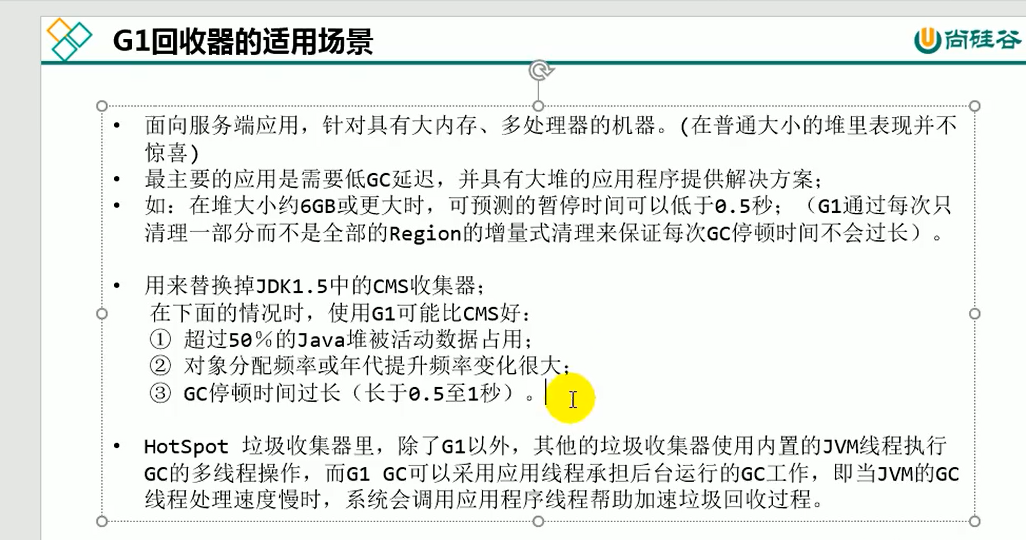 G1回收器的适用场景
尚硅谷
• 面向服务端应用，针对具有大内存、多处理器的机器。(在普通大小的堆里表现并不
惊喜)
• 最主要的应用是需要低GC延迟，并具有大堆的应用程序提供解决方案；
• 如：在堆大小约6GB或更大时，可预测的暂停时间可以低于0.5秒；（G1通过每次只
清理一部分而不是全部的Region的增量式清理来保证每次GC停顿时间不会过长）。
• 用来替换掉JDK1.5中的CMS收集器；
在下面的情况时，使用G1可能比CMS好：
① 超过50％的Java堆被活动数据占用；
② 对象分配频率或年代提升频率变化很大；
③ GC停顿时间过长（长于0.5至1秒）。
• HotSpot 垃圾收集器里，除了G1以外，其他的垃圾收集器使用内置的JVM线程执行
GC的多线程操作，而G1 GC可以采用应用线程承担后台运行的GC工作，即当JVM的GC
线程处理速度慢时，系统会调用应用程序线程帮助加速垃圾回收过程。